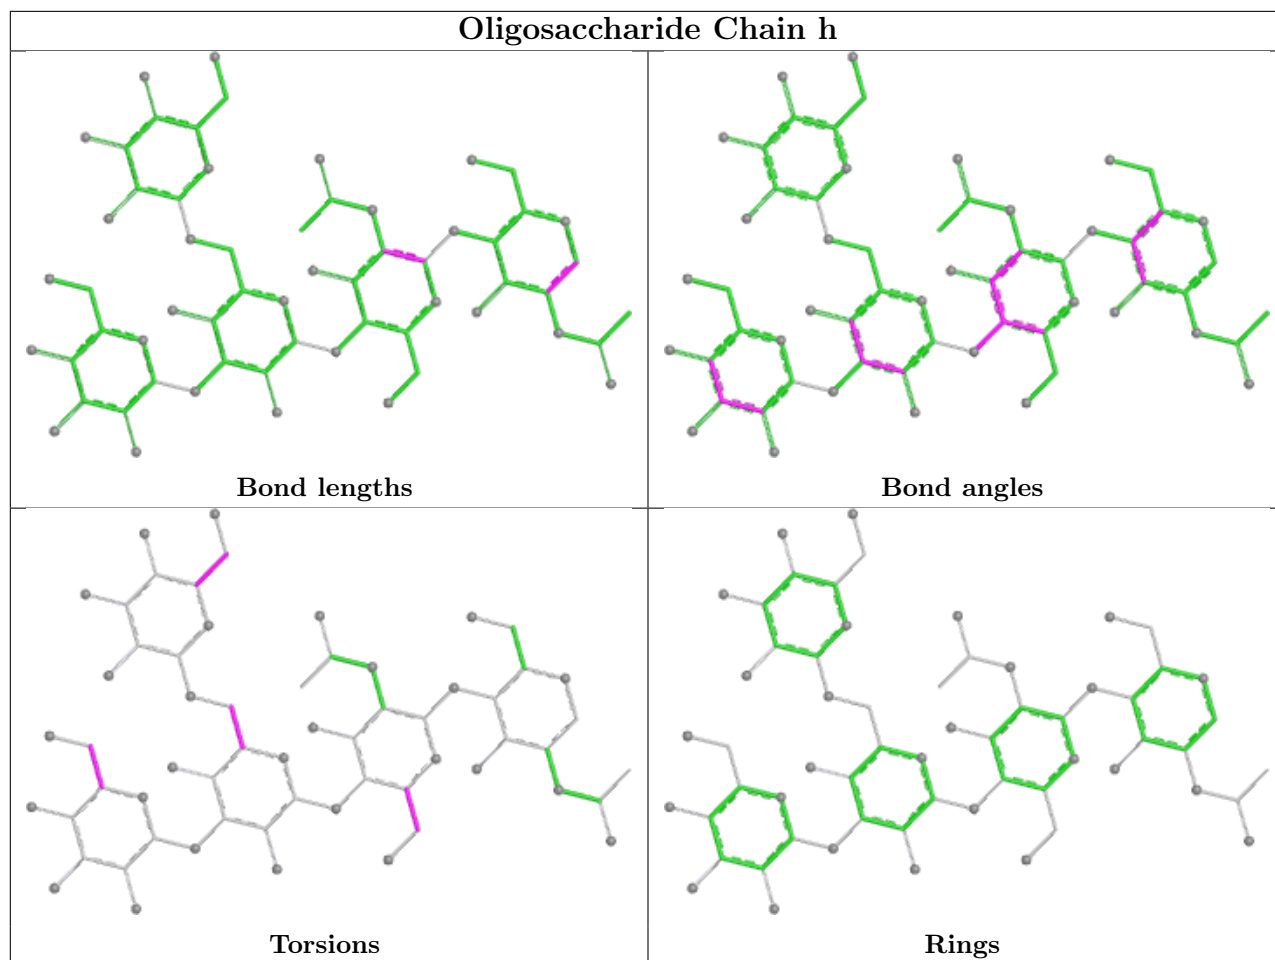 Oligosaccharide Chain h
Bond lengths
Bond angles
Torsions
Rings